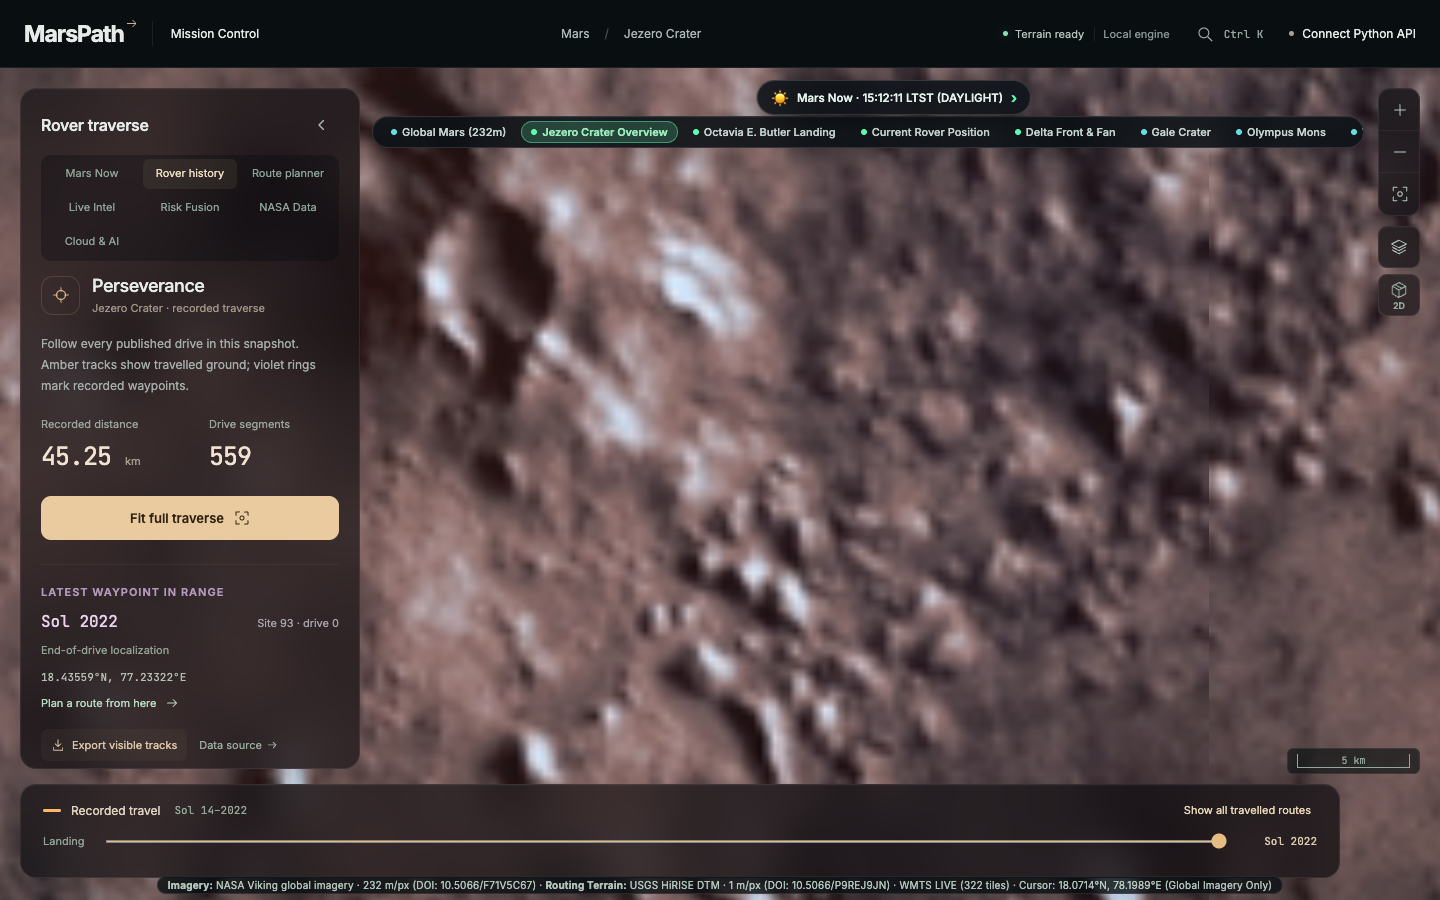 MarsPath→
Mission Control
Mars / Jezero Crater
Terrain ready
Local engine
Ctrl K
Connect Python API
Mars Now · 15:12:11 LTST (DAYLIGHT) ›
Global Mars (232m)
Jezero Crater Overview
Octavia E. Butler Landing
Current Rover Position
Delta Front & Fan
Gale Crater
Olympus Mons
Rover traverse
Mars Now
Rover history
Route planner
Live Intel
Risk Fusion
NASA Data
Cloud & AI
Perseverance
Jezero Crater · recorded traverse
Follow every published drive in this snapshot.
Amber tracks show travelled ground; violet rings
mark recorded waypoints.
Recorded distance
45.25 km
Drive segments
559
Fit full traverse
LATEST WAYPOINT IN RANGE
Sol 2022
Site 93 · drive 0
End-of-drive localization
18.43559°N, 77.23322°E
Plan a route from here →
Export visible tracks
Data source →
2D
5 km
Recorded travel
Sol 14–2022
Show all travelled routes
Landing
Sol 2022
Imagery: NASA Viking global imagery · 232 m/px (DOI: 10.5066/F71V5C67) · Routing Terrain: USGS HiRISE DTM · 1 m/px (DOI: 10.5066/P9REJ9JN) · WMTS LIVE (322 tiles) · Cursor: 18.0714°N, 78.1989°E (Global Imagery Only)